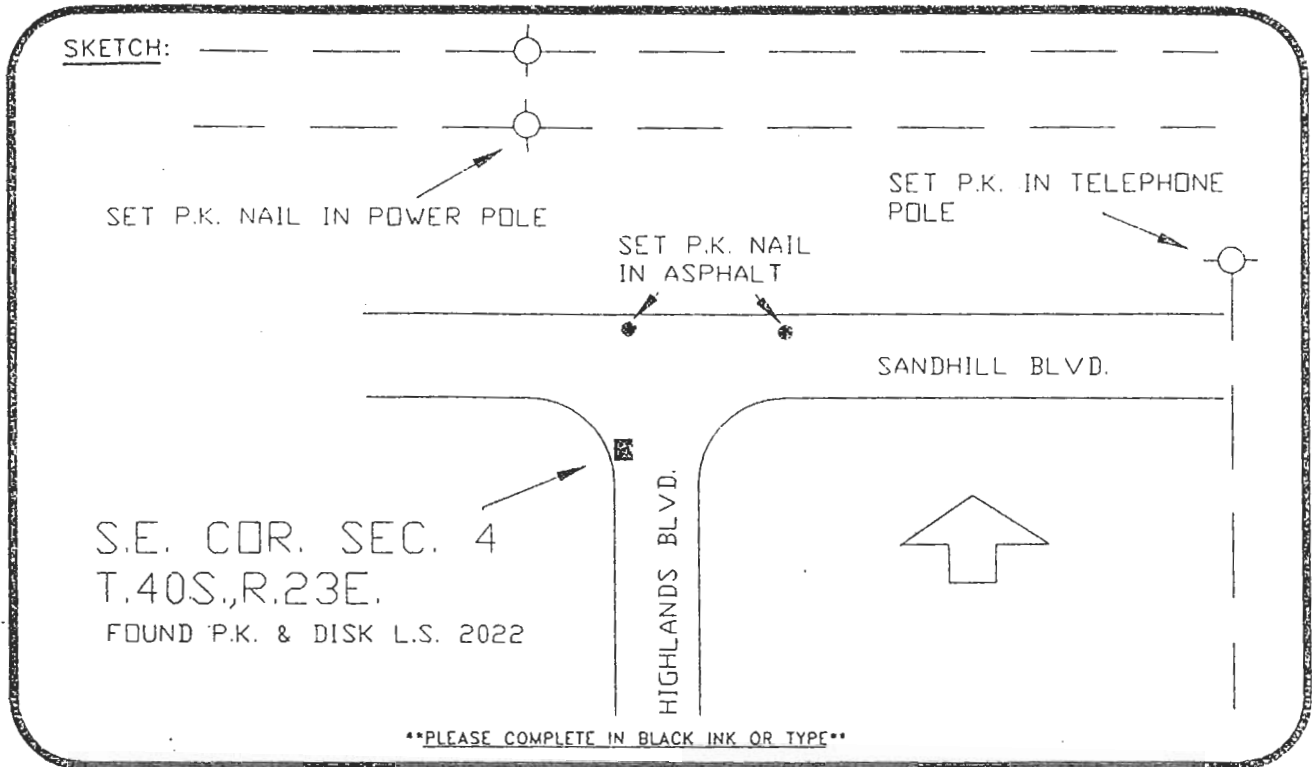 SKETCH:
SET P.K. NAIL IN POWER POLE
SET P.K. IN TELEPHONE
POLE
SET P.K. NAIL
IN ASPHALT
SANDHILL BLVD.
HIGHLANDS BLVD.
S.E. COR. SEC. 4
T.40S.,R.23E.
FOUND P.K. & DISK L.S. 2022
**PLEASE COMPLETE IN BLACK INK OR TYPE**